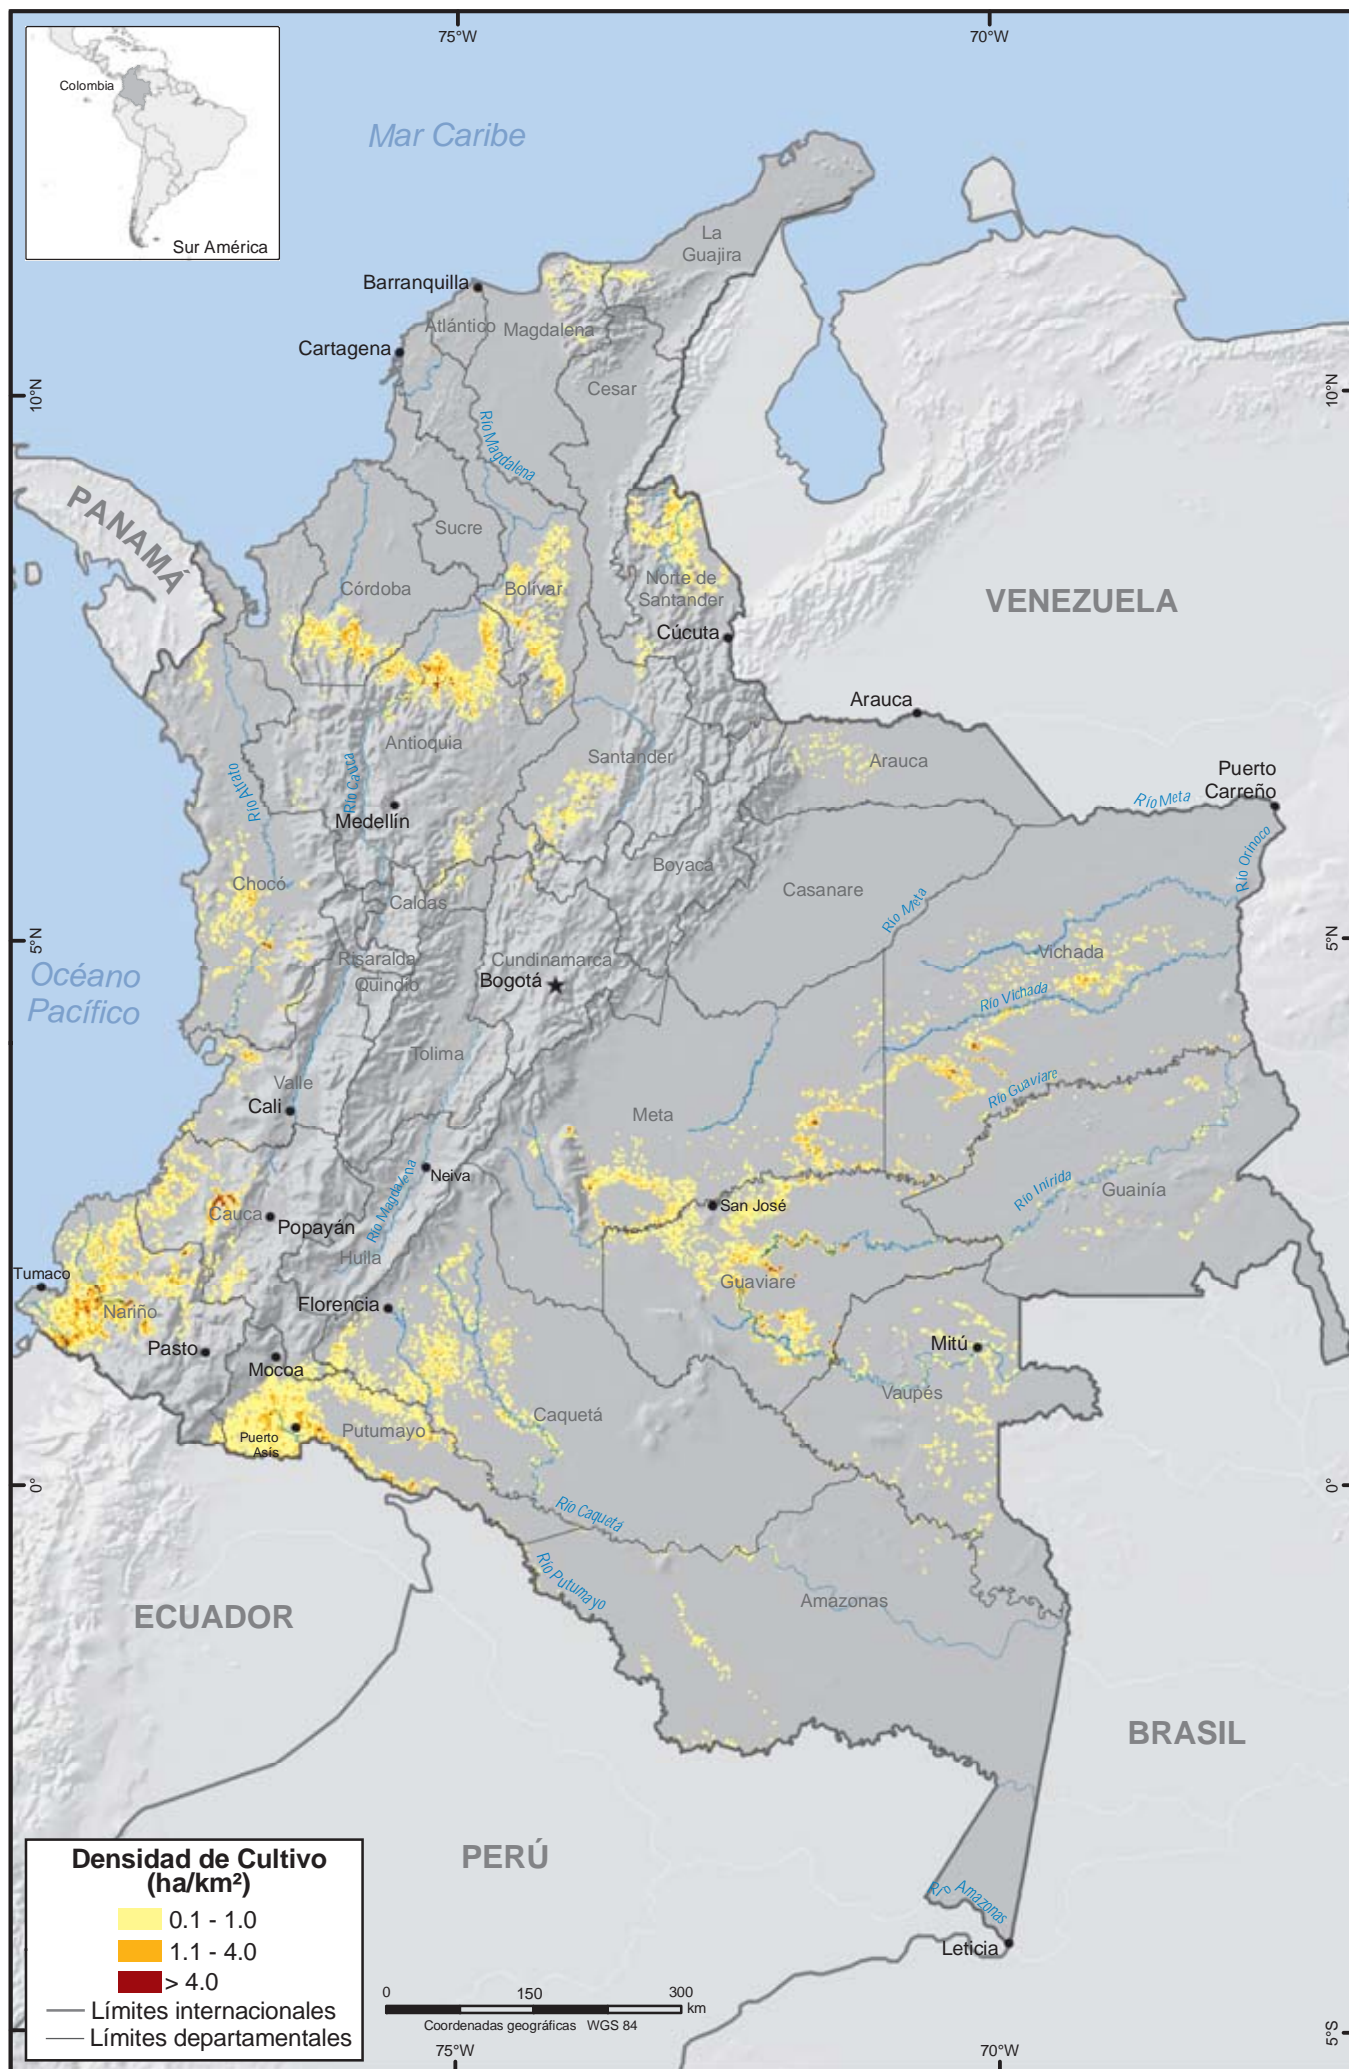 75°W
70°W
Colombia
Sur América
Mar Caribe
La
Guajira
Barranquilla
Atlántico
Magdalena
Cartagena
Cesar
10°N
10°N
Río Magdalena
PANAMÁ
Sucre
Córdoba
Bolívar
Norte de
Santander
VENEZUELA
Cúcuta
Arauca
Antioquia
Santander
Arauca
Puerto
Carreño
Río Meta
Río Atrato
Río Cauca
Medellín
Río Orinoco
Chocó
Boyacá
Casanare
Caldas
Río Meta
5°N
5°N
Risaralda
Cundinamarca
Vichada
Océano
Pacífico
Quindío
Bogotá
Río Vichada
Tolima
Valle
Río Guaviare
Cali
Meta
Neiva
Río Magdalena
Río Inírida
Guainía
Cauca
Popayán
San José
Huila
Tumaco
Guaviare
Nariño
Florencia
Pasto
Mitú
Mocoa
Vaupés
Caquetá
Putumayo
Puerto
Asís
0°
0°
Río Caquetá
Río Putumayo
Amazonas
ECUADOR
BRASIL
PERÚ
Río Amazonas
Leticia
Densidad de Cultivo
(ha/km²)
0.1 - 1.0
1.1 - 4.0
> 4.0
Límites internacionales
Límites departamentales
0 150 300
km
Coordenadas geográficas WGS 84
5°S
75°W
70°W